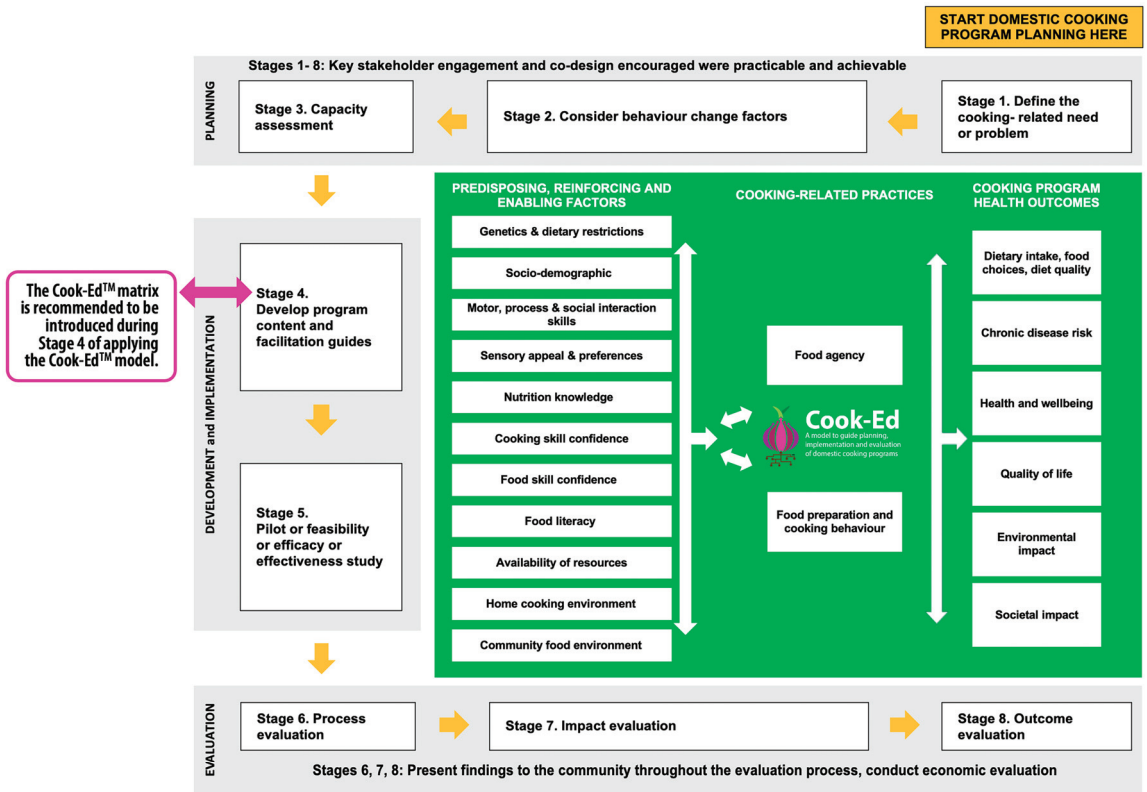 START DOMESTIC COOKING
PROGRAM PLANNING HERE
PLANNING
Stages 1- 8: Key stakeholder engagement and co-design encouraged were practicable and achievable
Stage 1. Define the
cooking- related need
or problem
Stage 2. Consider behaviour change factors
Stage 3. Capacity
assessment
DEVELOPMENT and IMPLEMENTATION
The Cook-Ed™ matrix
is recommended to be
introduced during
Stage 4 of applying
the Cook-Ed™ model.
Stage 4.
Develop program
content and
facilitation guides
Stage 5.
Pilot or feasibility
or efficacy or
effectiveness study
PREDISPOSING, REINFORCING AND
ENABLING FACTORS
Genetics & dietary restrictions
Socio-demographic
Motor, process & social interaction
skills
Sensory appeal & preferences
Nutrition knowledge
Cooking skill confidence
Food skill confidence
Food literacy
Availability of resources
Home cooking environment
Community food environment
COOKING-RELATED PRACTICES
Food agency
Cook-Ed
A model to guide planning,
implementation and evaluation
of domestic cooking programs
Food preparation and
cooking behaviour
COOKING PROGRAM
HEALTH OUTCOMES
Dietary intake, food
choices, diet quality
Chronic disease risk
Health and wellbeing
Quality of life
Environmental
impact
Societal impact
EVALUATION
Stage 6. Process
evaluation
Stage 7. Impact evaluation
Stage 8. Outcome
evaluation
Stages 6, 7, 8: Present findings to the community throughout the evaluation process, conduct economic evaluation